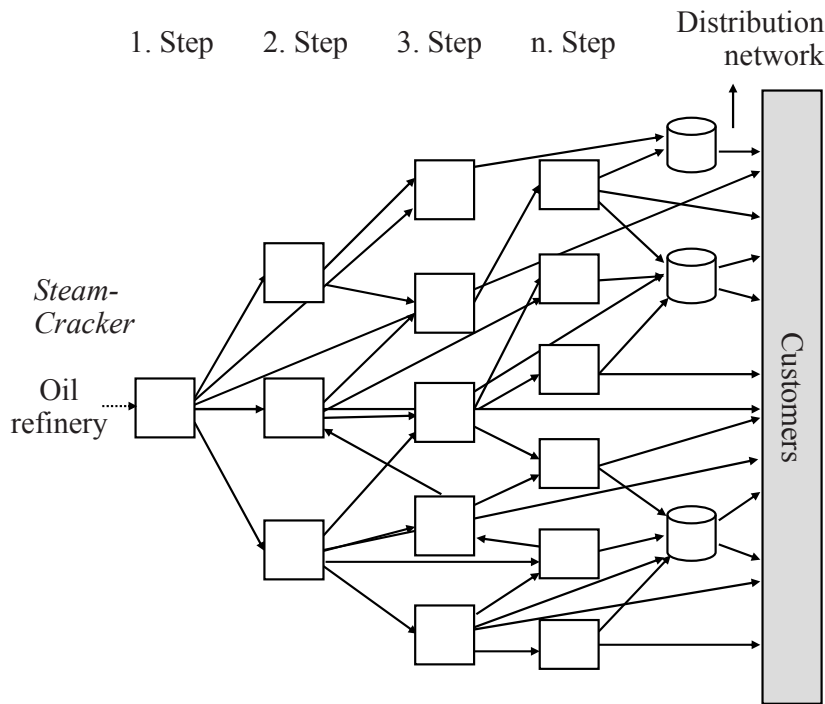 1. Step 2. Step 3. Step n. Step
Distribution
network
Steam-
Cracker
Oil
refinery
Customers